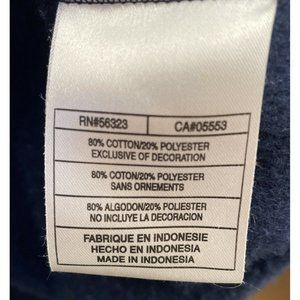 RN#56323 CA#05553
80% COTTON/20% POLYESTER
EXCLUSIVE OF DECORATION
80% COTON/20% POLYESTER
SANS ORNEMENTS
80% ALGODON/20% POLIESTER
NO INCLUYE LA DECORACION
FABRIQUE EN INDONESIE
HECHO EN INDONESIA
MADE IN INDONESIA